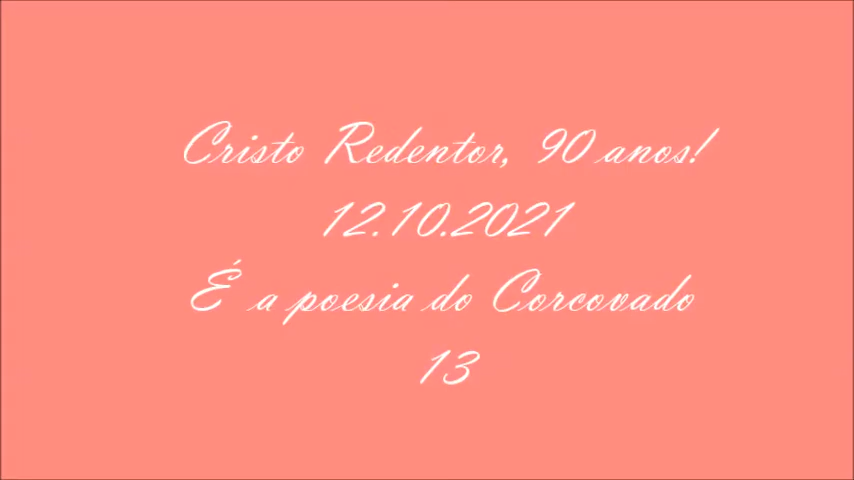 Cristo Redentor, 90 anos!
12.10.2021
É a poesia do Corcovado
13